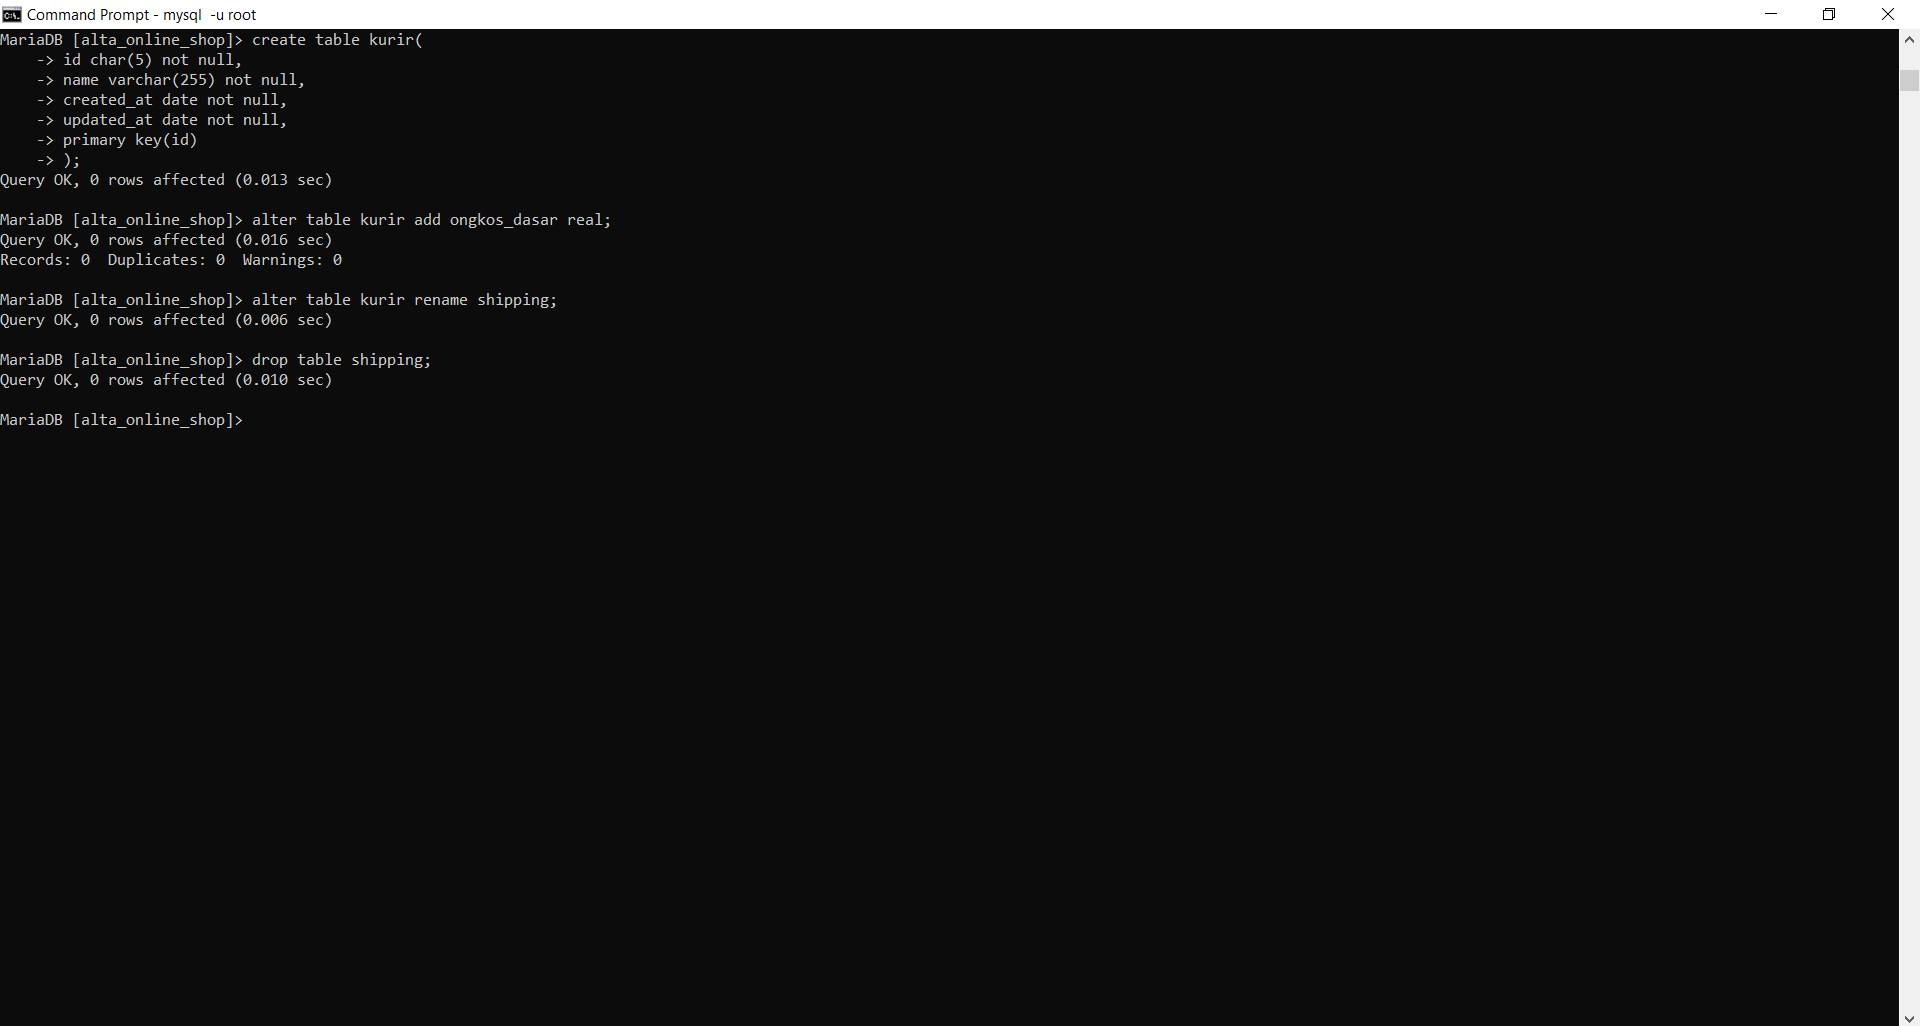 Command Prompt - mysql  -u root
MariaDB [alta_online_shop]> create table kurir(
    -> id char(5) not null,
    -> name varchar(255) not null,
    -> created_at date not null,
    -> updated_at date not null,
    -> primary key(id)
    -> );
Query OK, 0 rows affected (0.013 sec)
MariaDB [alta_online_shop]> alter table kurir add ongkos_dasar real;
Query OK, 0 rows affected (0.016 sec)
Records: 0  Duplicates: 0  Warnings: 0
MariaDB [alta_online_shop]> alter table kurir rename shipping;
Query OK, 0 rows affected (0.006 sec)
MariaDB [alta_online_shop]> drop table shipping;
Query OK, 0 rows affected (0.010 sec)
MariaDB [alta_online_shop]>